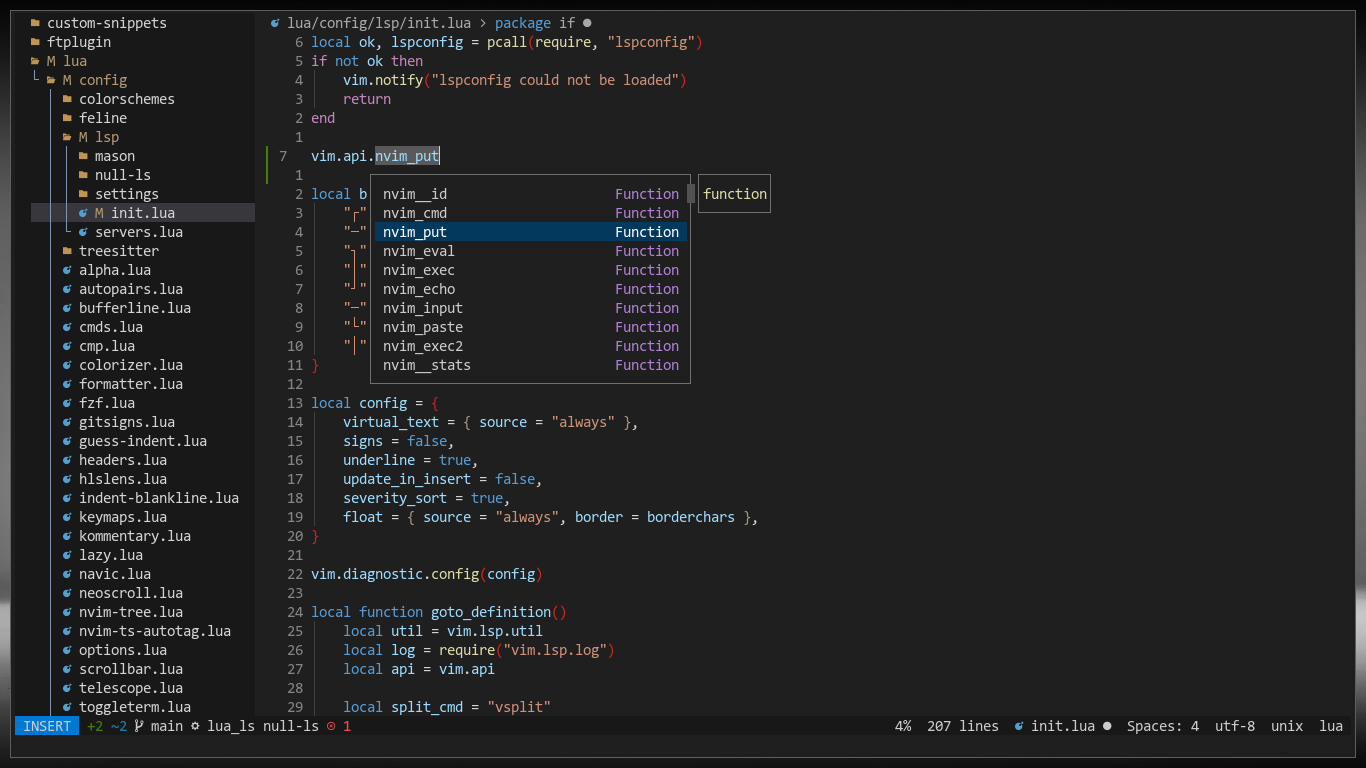 custom-snippets
ftplugin
M lua
M config
colorschemes
feline
M lsp
mason
null-ls
settings
M init.lua
servers.lua
treesitter
alpha.lua
autopairs.lua
bufferline.lua
cmds.lua
cmp.lua
colorizer.lua
formatter.lua
fzf.lua
gitsigns.lua
guess-indent.lua
headers.lua
hlslens.lua
indent-blankline.lua
keymaps.lua
kommentary.lua
lazy.lua
navic.lua
neoscroll.lua
nvim-tree.lua
nvim-ts-autotag.lua
options.lua
scrollbar.lua
telescope.lua
toggleterm.lua
lua/config/lsp/init.lua > package if ●
6 local ok, lspconfig = pcall(require, "lspconfig")
5 if not ok then
4     vim.notify("lspconfig could not be loaded")
3     return
2 end
1
7 vim.api.nvim_put
1
2 local b
3     "┌"
4     "─"
5     "┐"
6     "│"
7     "┘"
8     "─"
9     "└"
10     "│"
11 }
12
13 local config = {
14     virtual_text = { source = "always" },
15     signs = false,
16     underline = true,
17     update_in_insert = false,
18     severity_sort = true,
19     float = { source = "always", border = borderchars },
20 }
21
22 vim.diagnostic.config(config)
23
24 local function goto_definition()
25     local util = vim.lsp.util
26     local log = require("vim.lsp.log")
27     local api = vim.api
28
29     local split_cmd = "vsplit"
nvim__id Function
nvim_cmd Function
nvim_put Function
nvim_eval Function
nvim_exec Function
nvim_echo Function
nvim_input Function
nvim_paste Function
nvim_exec2 Function
nvim__stats Function
function
INSERT +2 ~2 main lua_ls null-ls 1 4% 207 lines init.lua ● Spaces: 4 utf-8 unix lua